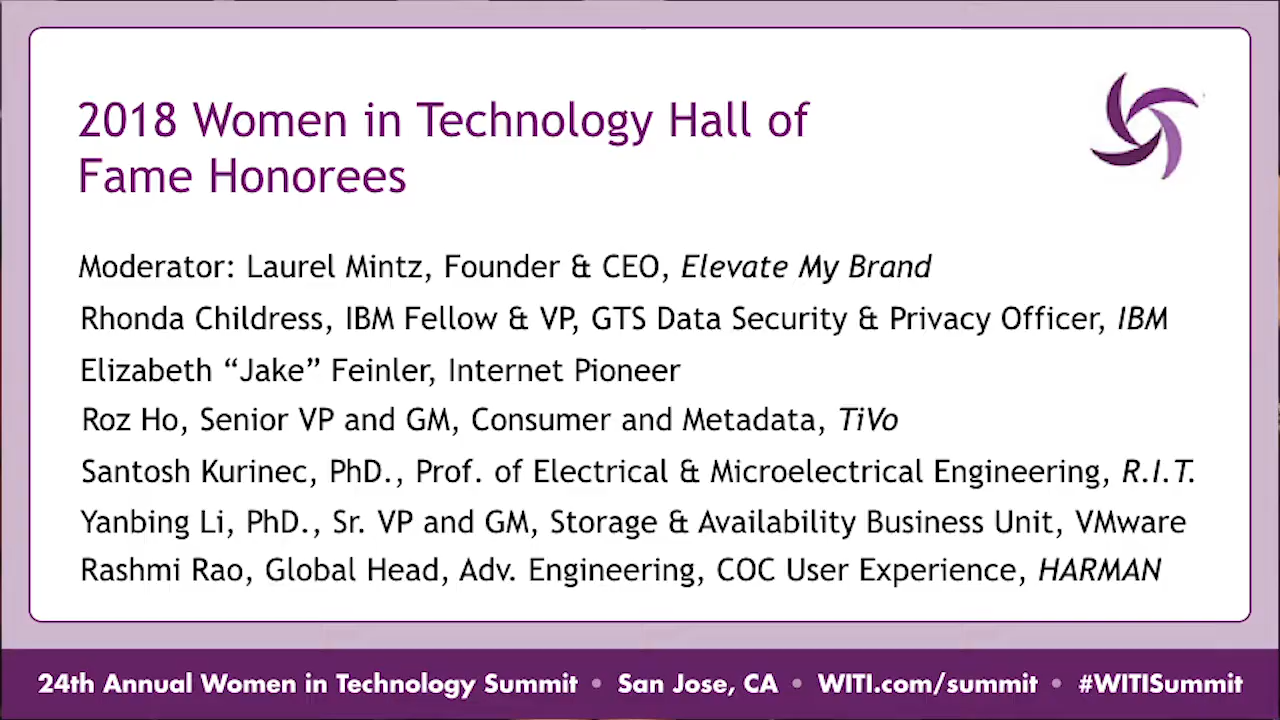 2018 Women in Technology Hall of
Fame Honorees
Moderator: Laurel Mintz, Founder & CEO, Elevate My Brand
Rhonda Childress, IBM Fellow & VP, GTS Data Security & Privacy Officer, IBM
Elizabeth “Jake” Feinler, Internet Pioneer
Roz Ho, Senior VP and GM, Consumer and Metadata, TiVo
Santosh Kurinec, PhD., Prof. of Electrical & Microelectrical Engineering, R.I.T.
Yanbing Li, PhD., Sr. VP and GM, Storage & Availability Business Unit, VMware
Rashmi Rao, Global Head, Adv. Engineering, COC User Experience, HARMAN
24th Annual Women in Technology Summit • San Jose, CA • WITI.com/summit • #WITISummit